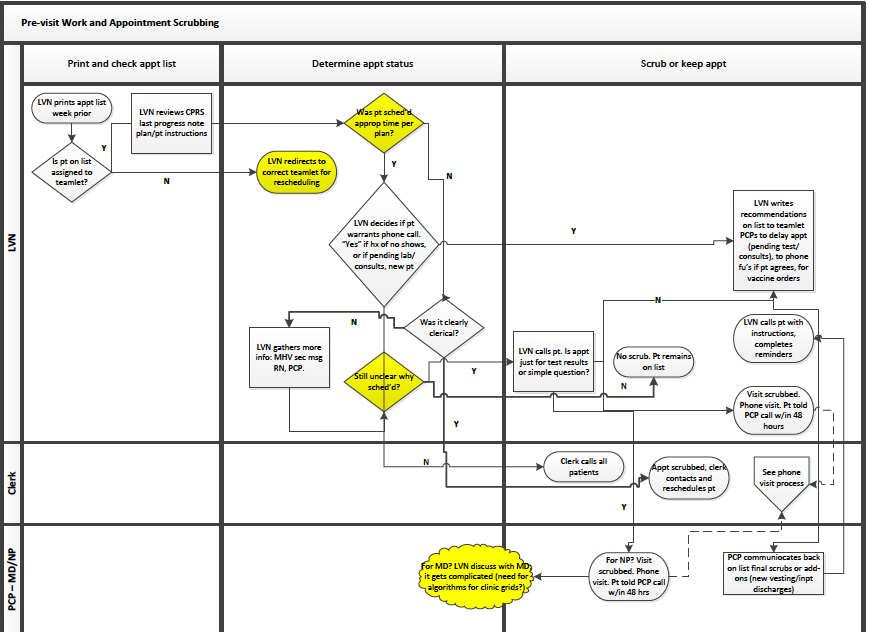 Pre-visit Work and Appointment Scrubbing
Print and check appt list
Determine appt status
Scrub or keep appt
LVN
LVN prints appt list
week prior
LVN reviews CPRS
last progress note
plan/pt instructions
Y
Is pt on list
assigned to
teamlet?
N
Was pt sched'd
approp time per
plan?
LVN redirects to
correct teamlet for
rescheduling
Y
N
LVN decides if pt
warrants phone call.
"Yes" if hx of no shows,
or if pending lab/
consults, new pt
Y
LVN writes
recommendations
on list to teamlet
PCPs to delay appt
(pending test/
consults), to phone
fu's if pt agrees, for
vaccine orders
N
Was it clearly
clerical?
N
LVN gathers more
info: MHV sec msg
RN, PCP.
Still unclear why
sched'd?
Y
LVN calls pt. Is appt
just for test results
or simple question?
No scrub. Pt remains
on list
N
LVN calls pt with
instructions,
completes
reminders
Visit scrubbed.
Phone visit. Pt told
PCP call w/in 48
hours
Y
Clerk
N
Clerk calls all
patients
Appt scrubbed, clerk
contacts and
reschedules pt
See phone
visit process
Y
PCP – MD/NP
For MD? LVN discuss with MD;
it gets complicated (need for
algorithms for clinic grids?)
For NP? Visit
scrubbed. Phone
visit. Pt told PCP call
w/in 48 hrs
PCP communiocates back
on list final scrubs or add-
ons (new vesting/inpt
discharges)